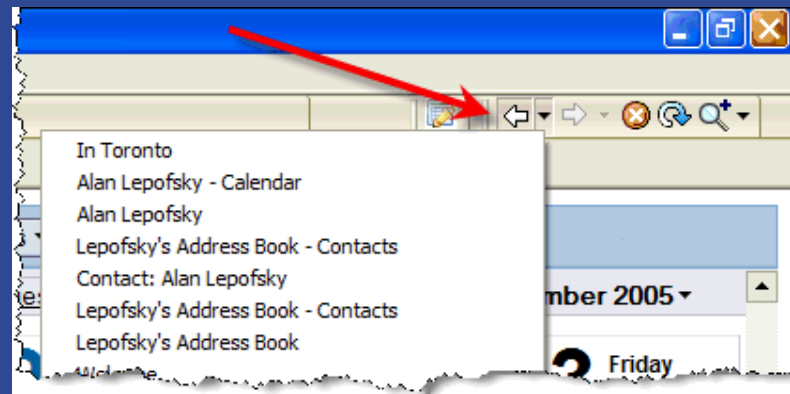 In Toronto
Alan Lepofsky - Calendar
Alan Lepofsky
Lepofsky's Address Book - Contacts
Contact: Alan Lepofsky
mber 2005
Lepofsky's Address Book - Contacts
Lepofsky's Address Book
Friday
Welcome